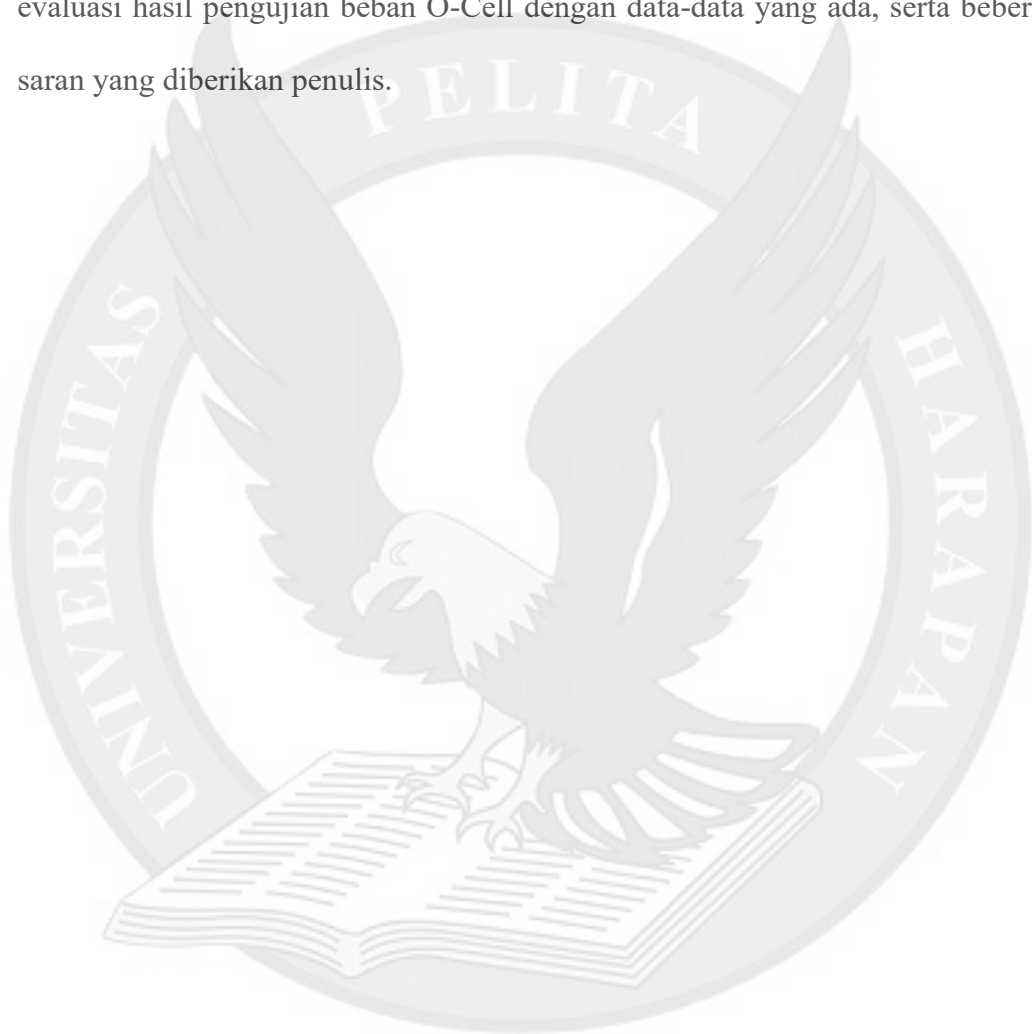 evaluasi hasil pengujian beban O-Cell dengan data-data yang ada, serta beber
saran yang diberikan penulis.
UNIVERSITAS PELITA HARAPAN